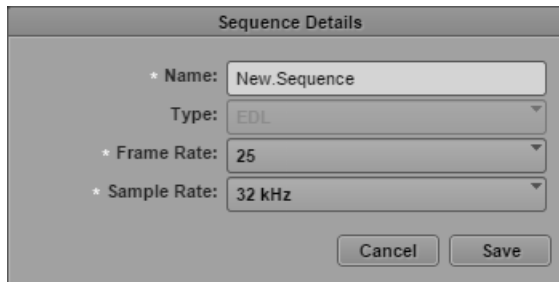 Sequence Details
* Name: New.Sequence
Type: EDL
* Frame Rate: 25
* Sample Rate: 32 kHz
Cancel Save